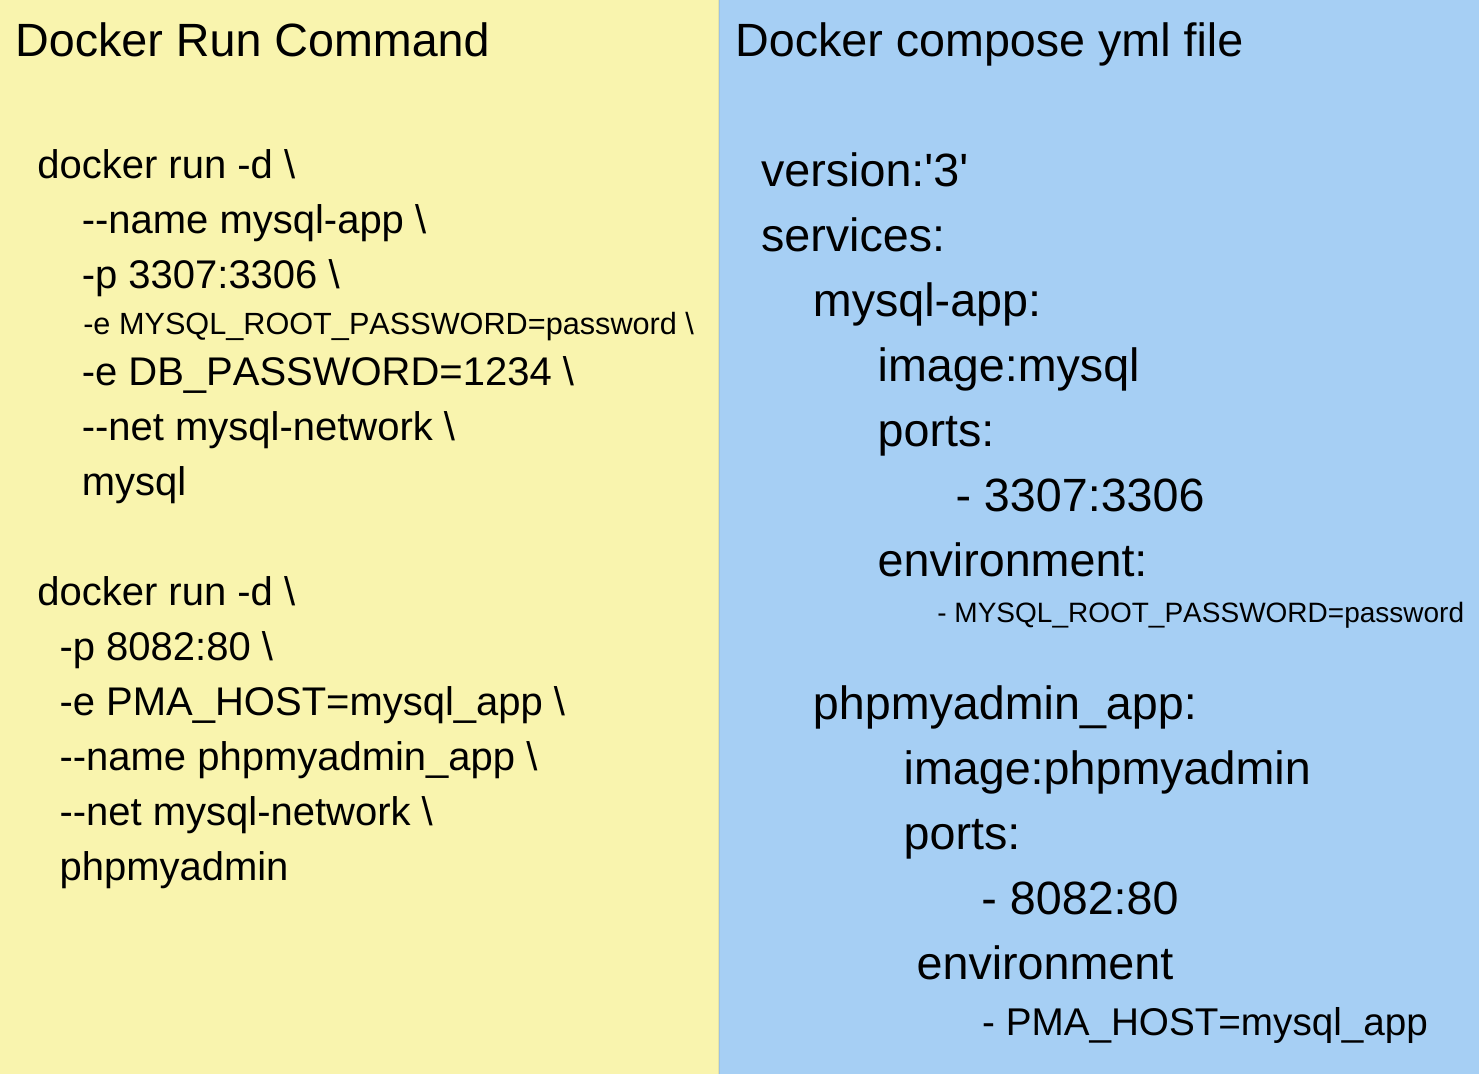 Docker Run Command
docker run -d \
--name mysql-app \
-p 3307:3306 \
-e MYSQL_ROOT_PASSWORD=password \
-e DB_PASSWORD=1234 \
--net mysql-network \
mysql
docker run -d \
-p 8082:80 \
-e PMA_HOST=mysql_app \
--name phpmyadmin_app \
--net mysql-network \
phpmyadmin
Docker compose yml file
version:'3'
services:
mysql-app:
image:mysql
ports:
- 3307:3306
environment:
- MYSQL_ROOT_PASSWORD=password
phpmyadmin_app:
image:phpmyadmin
ports:
- 8082:80
environment
- PMA_HOST=mysql_app